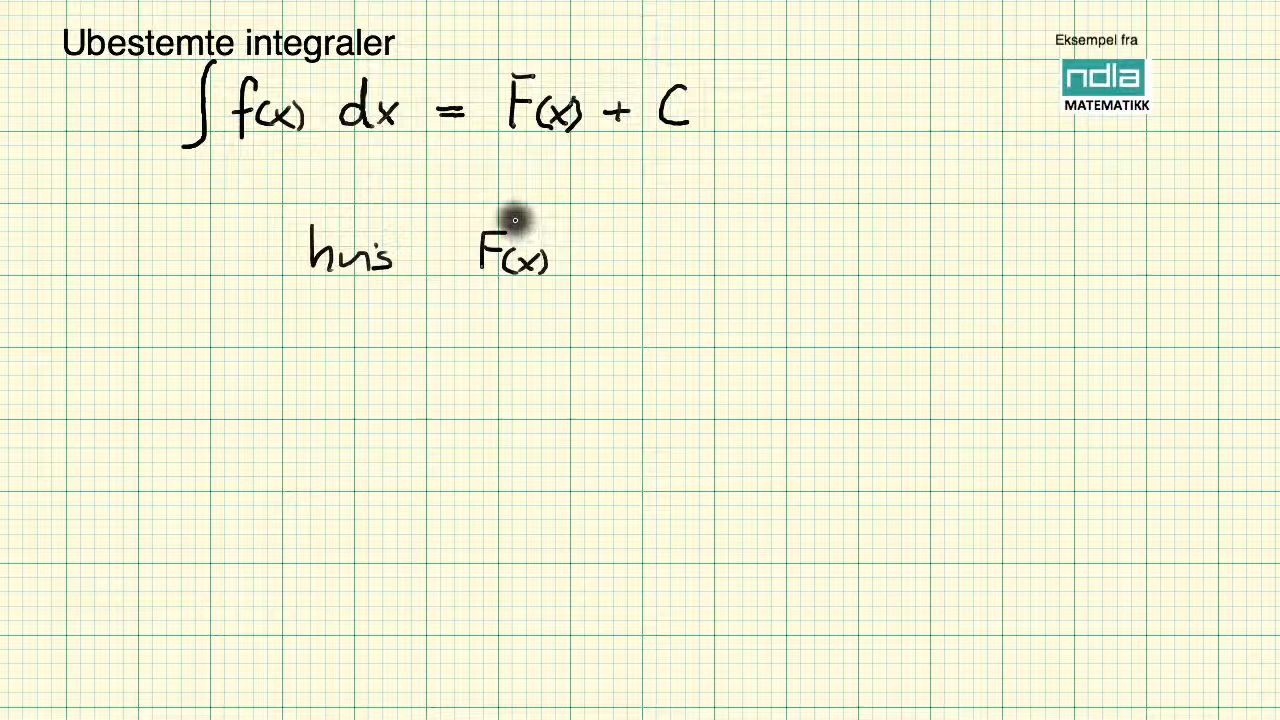 Ubestemte integraler
Eksempel fra
ndla
MATEMATIKK
∫ f(x) dx = F(x) + C
hvis F(x)